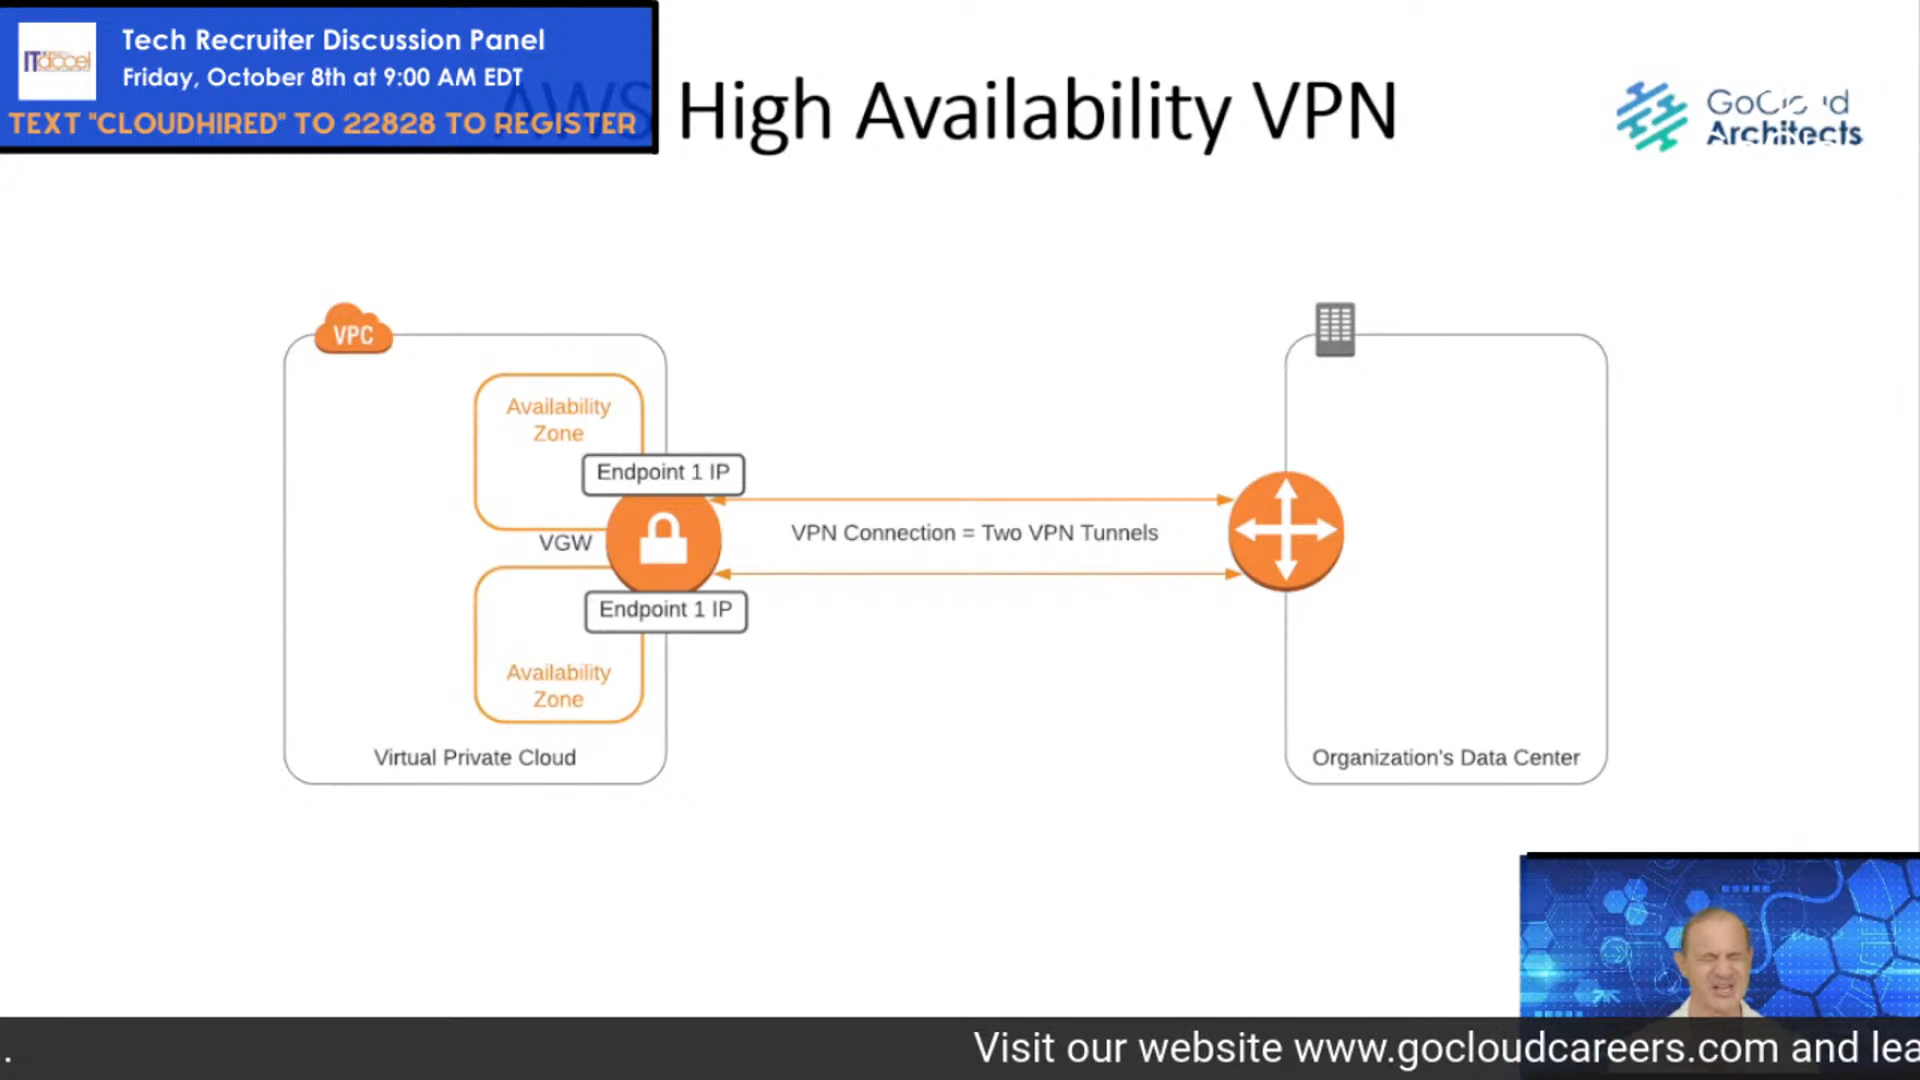 Tech Recruiter Discussion Panel
Friday, October 8th at 9:00 AM EDT
TEXT "CLOUDHIRED" TO 22828 TO REGISTER
AWS High Availability VPN
Architects
VPC
Availability
Zone
Endpoint 1 IP
VPN Connection = Two VPN Tunnels
VGW
Endpoint 1 IP
Availability
Zone
Virtual Private Cloud
Organization's Data Center
.
Visit our website www.gocloudcareers.com and lea